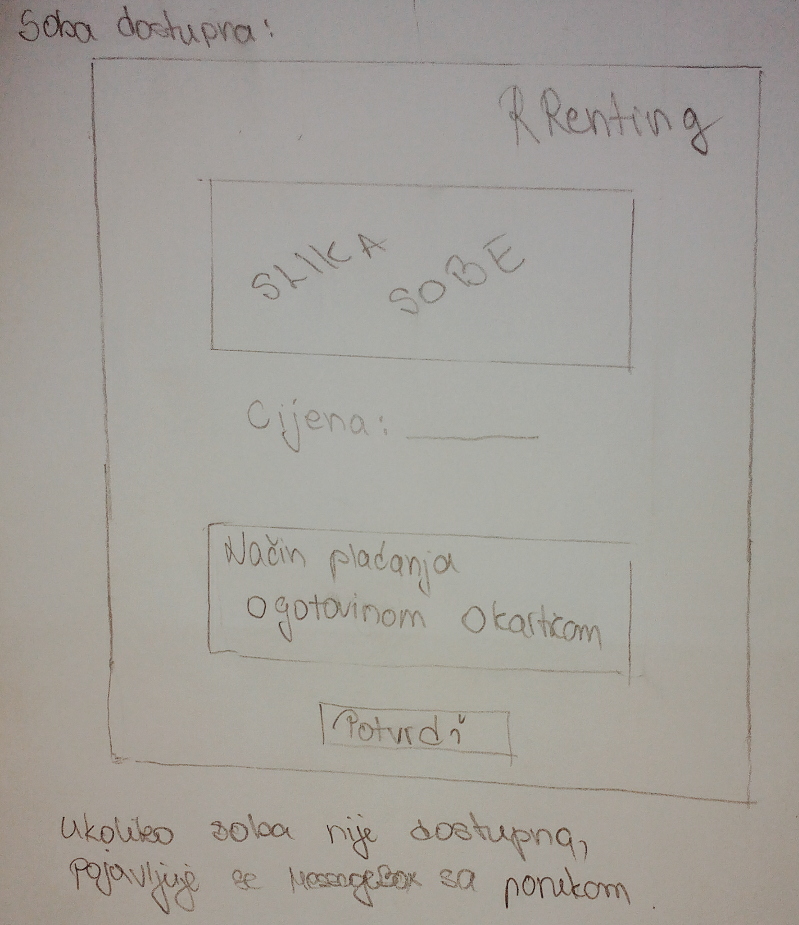 Soba dostupna:
RRenting
SLIKA SOBE
Cijena: ________
Način plaćanja
O gotovinom O karticom
Potvrdi
Ukoliko soba nije dostupna,
pojavljuje se MessageBox sa porukom.